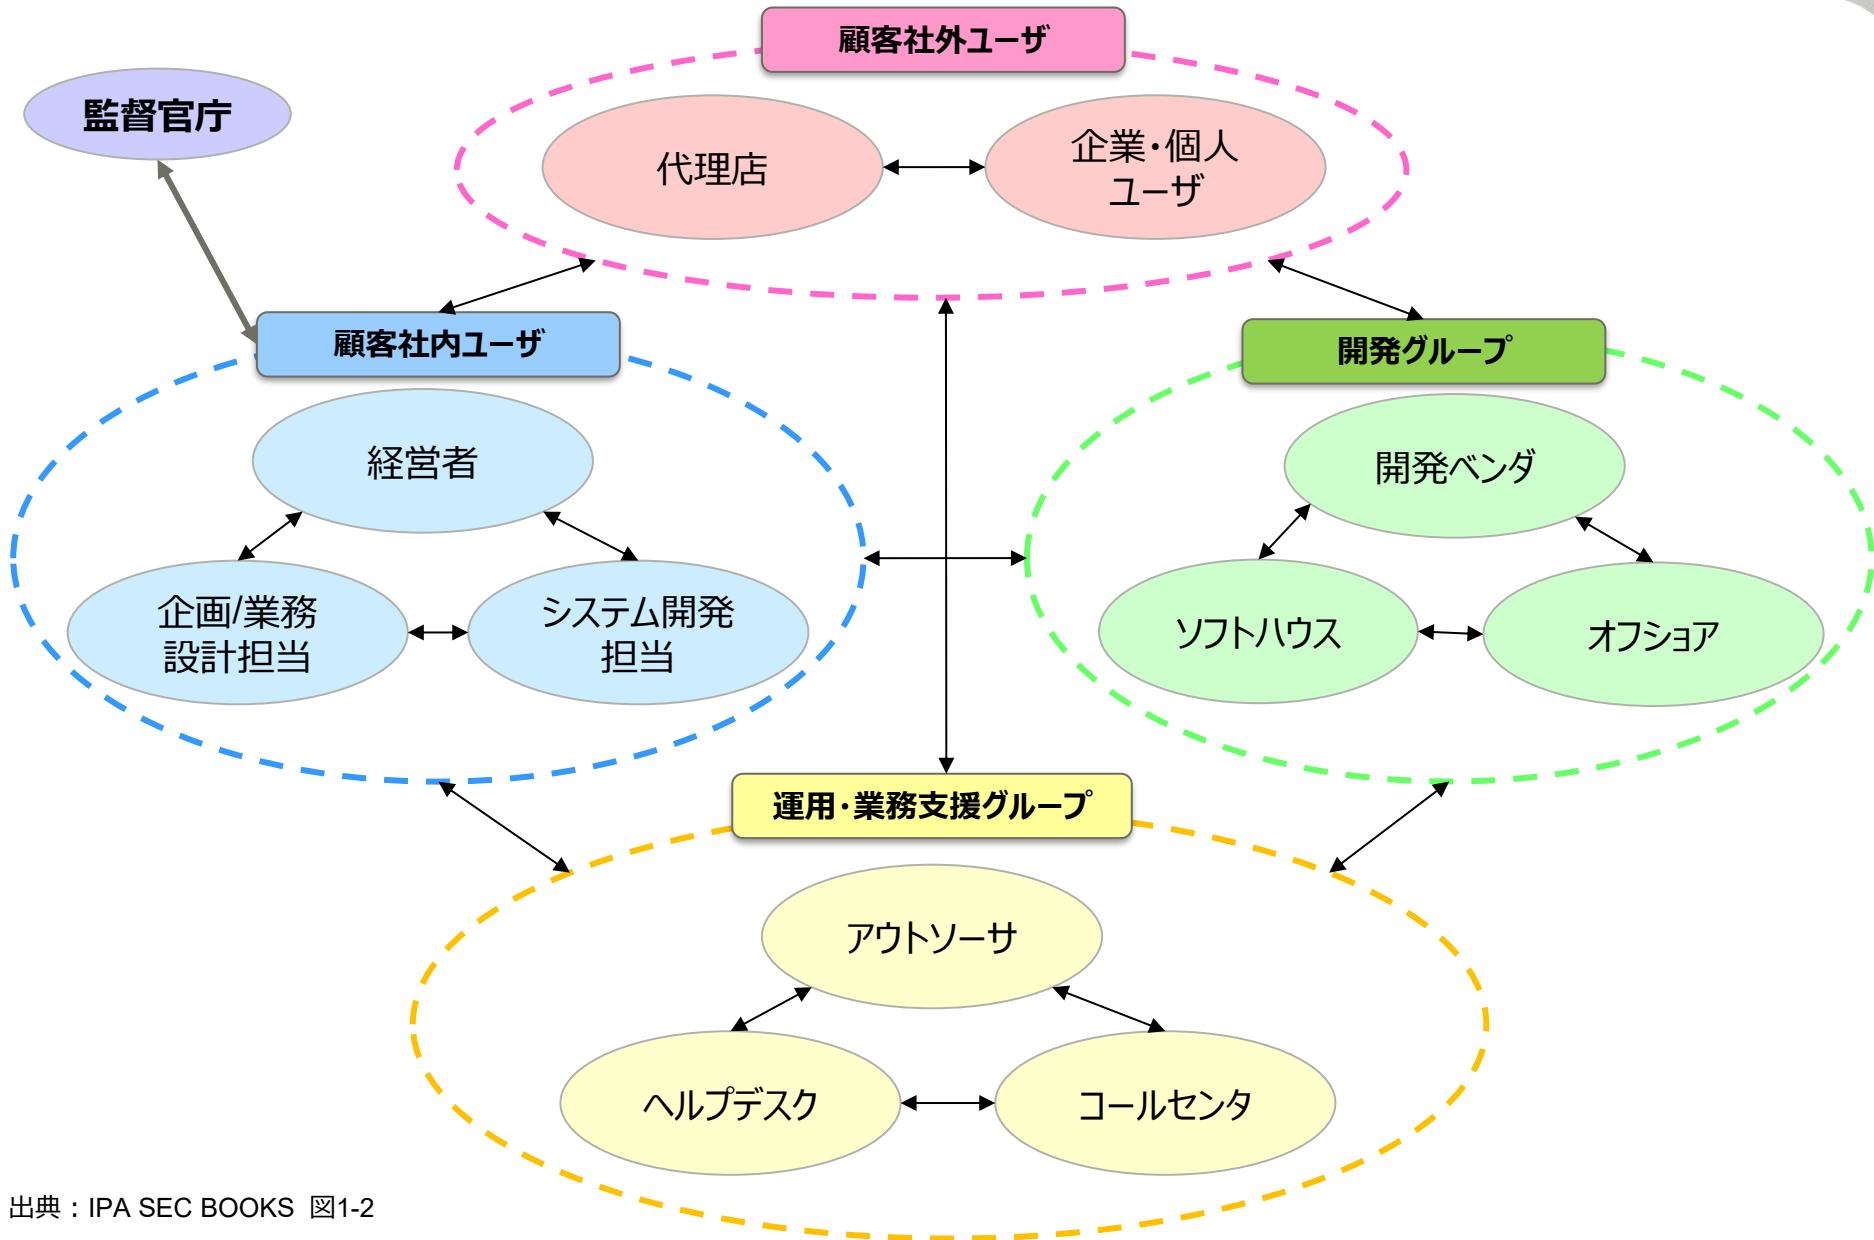 顧客社外ユーザ
監督官庁
代理店
企業・個人
ユーザ
顧客社内ユーザ
開発グループ
経営者
開発ベンダ
企画/業務
設計担当
システム開発
担当
ソフトハウス
オフショア
運用・業務支援グループ
アウトソーサ
ヘルプデスク
コールセンタ
出典：IPA SEC BOOKS 図1-2